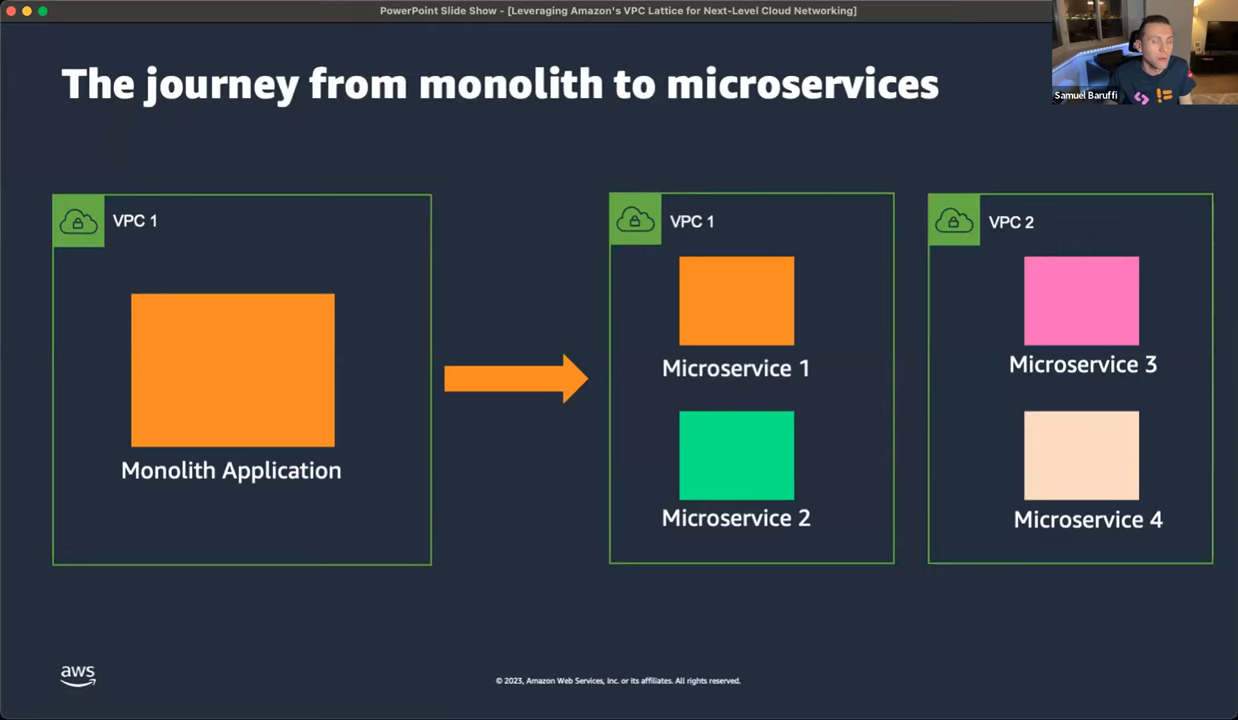 PowerPoint Slide Show - [Leveraging Amazon's VPC Lattice for Next-Level Cloud Networking]
The journey from monolith to microservices
Samuel Baruffi
VPC 1
Monolith Application
VPC 1
Microservice 1
Microservice 2
VPC 2
Microservice 3
Microservice 4
aws
© 2023, Amazon Web Services, Inc. or its affiliates. All rights reserved.